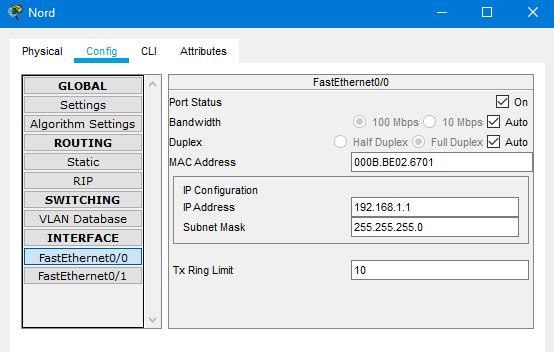 Nord
Physical Config CLI Attributes
GLOBAL
Settings
Algorithm Settings
ROUTING
Static
RIP
SWITCHING
VLAN Database
INTERFACE
FastEthernet0/0
FastEthernet0/1
FastEthernet0/0
Port Status On
Bandwidth 100 Mbps 10 Mbps Auto
Duplex Half Duplex Full Duplex Auto
MAC Address 000B.BE02.6701
IP Configuration
IP Address 192.168.1.1
Subnet Mask 255.255.255.0
Tx Ring Limit 10